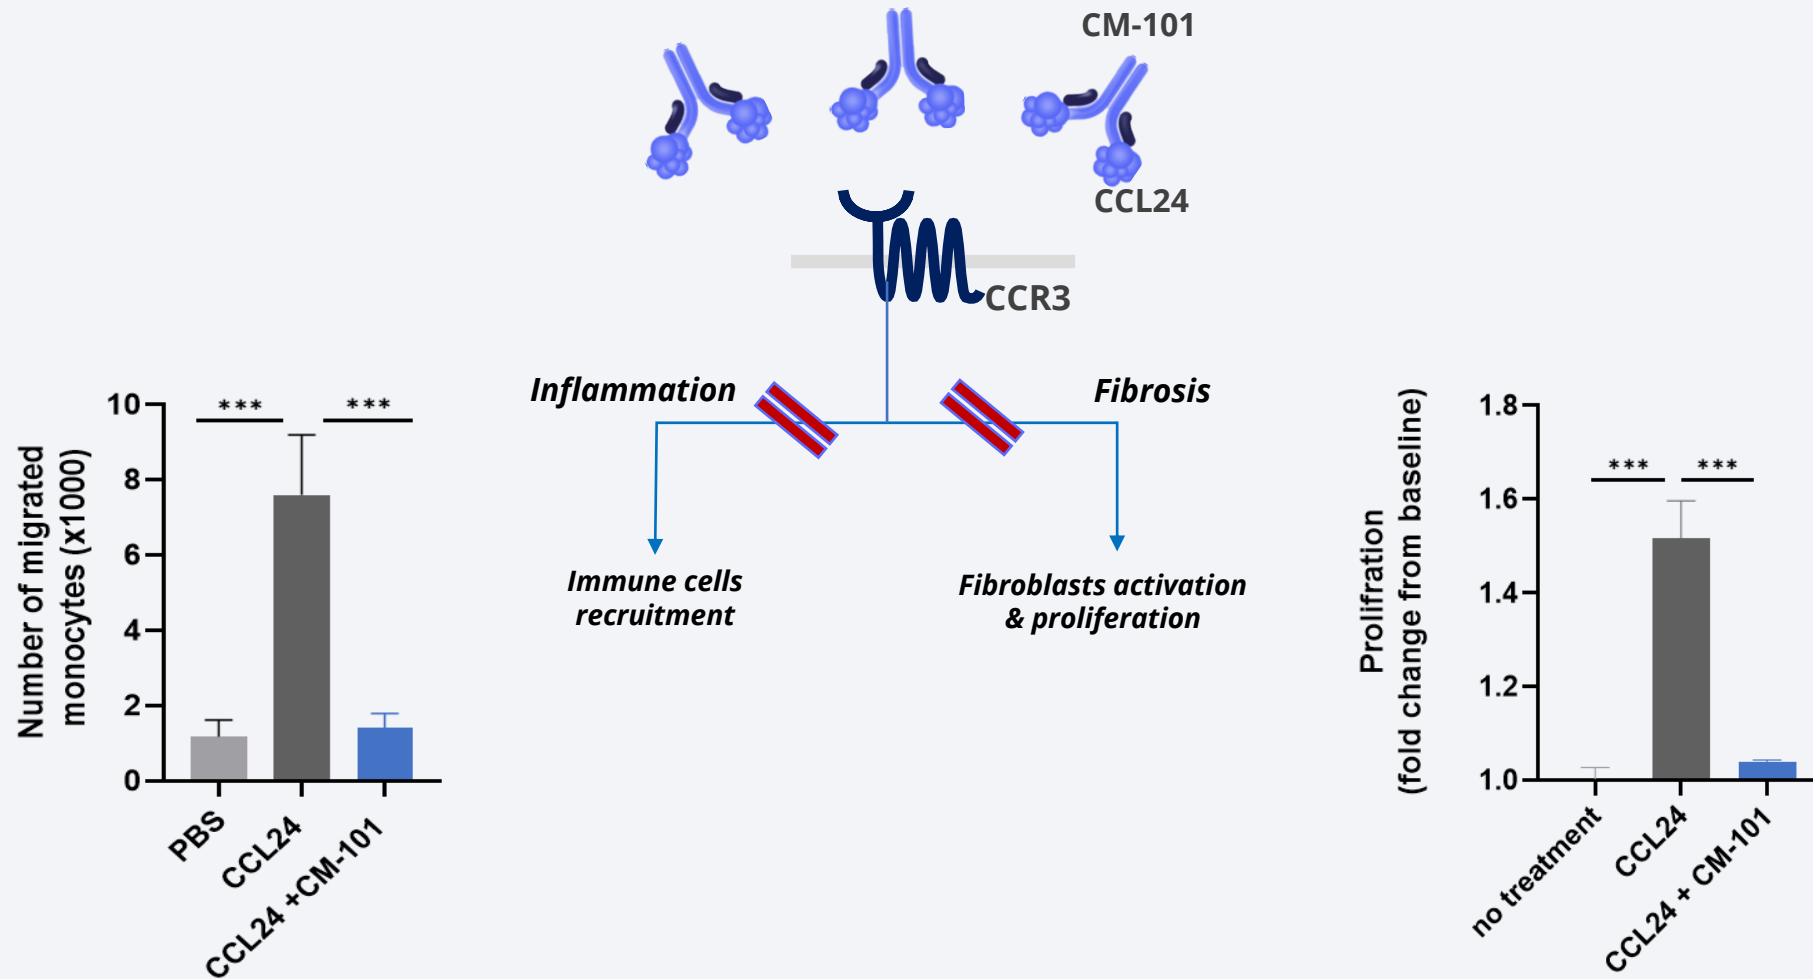 CM-101
CCL24
CCR3
Inflammation
Fibrosis
Immune cells
recruitment
Fibroblasts activation
& proliferation
Number of migrated
monocytes (x1000)
10
8
6
4
2
0
***
***
PBS
CCL24
CCL24 +CM-101
Prolifration
(fold change from baseline)
1.8
1.6
1.4
1.2
1.0
***
***
no treatment
CCL24
CCL24 + CM-101